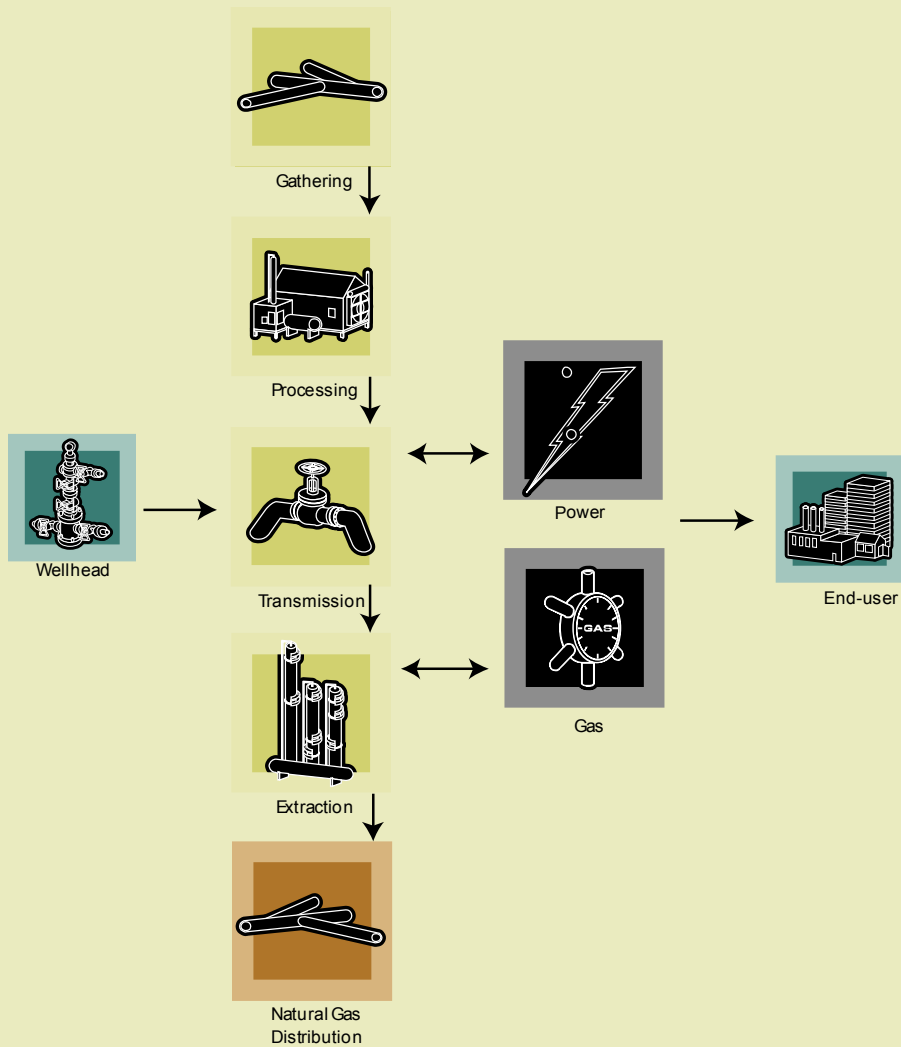 Gathering
Processing
Wellhead
Transmission
Power
End-user
GAS
Gas
Extraction
Natural Gas
Distribution